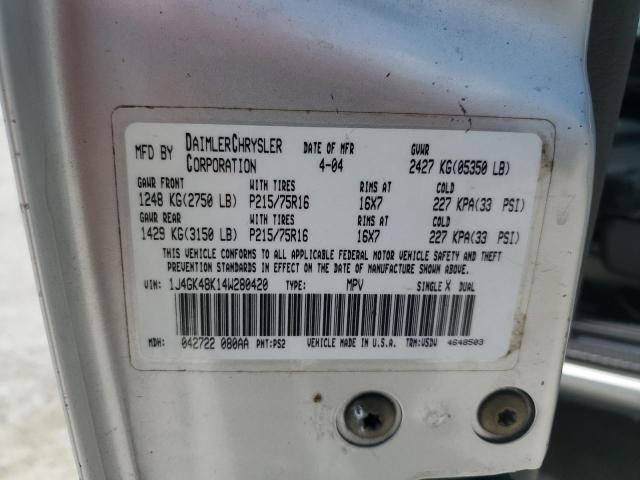 MFD BY DAIMLERCHRYSLER CORPORATION DATE OF MFR 4-04 GVWR 2427 KG(05350 LB)
GAWR FRONT WITH TIRES RIMS AT COLD
1248 KG(2750 LB) P215/75R16 16X7 227 KPA(33 PSI)
GAWR REAR WITH TIRES RIMS AT COLD
1429 KG(3150 LB) P215/75R16 16X7 227 KPA(33 PSI)
THIS VEHICLE CONFORMS TO ALL APPLICABLE FEDERAL MOTOR VEHICLE SAFETY AND THEFT
PREVENTION STANDARDS IN EFFECT ON THE DATE OF MANUFACTURE SHOWN ABOVE.
VIN: 1J4GK48K14W280420 TYPE: MPV SINGLE X DUAL
MDH: 042722 080AA PNT:PS2 VEHICLE MADE IN U.S.A. TRM:VSDV 4648503